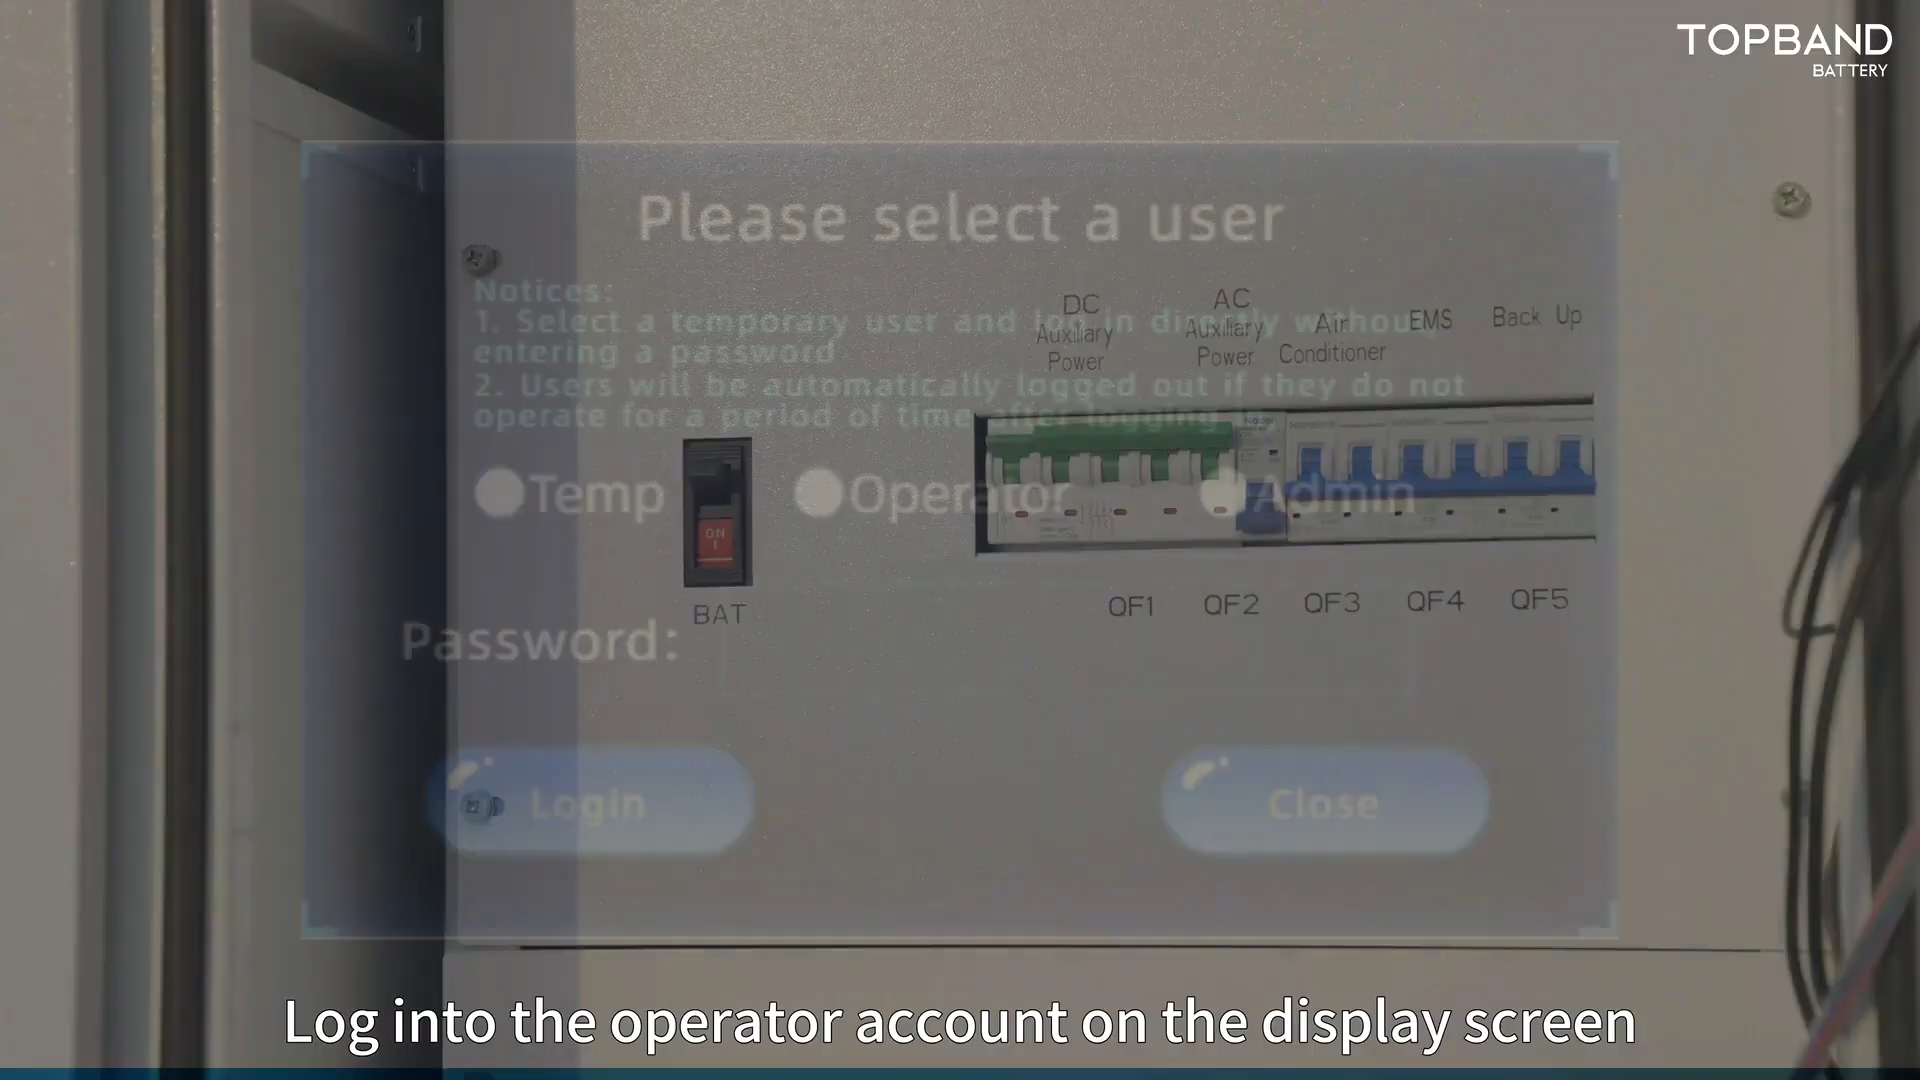 TOPBAND
BATTERY
Please select a user
Notices:
1. Select a temporary user and log in directly without
entering a password
2. Users will be automatically logged out if they do not
operate for a period of time after logging in
DC
Auxiliary
Power
AC
Auxiliary
Power
Air
Conditioner
EMS
Back Up
Temp
Operator
Admin
ON
I
BAT
QF1
QF2
QF3
QF4
QF5
Password:
Login
Close
Log into the operator account on the display screen